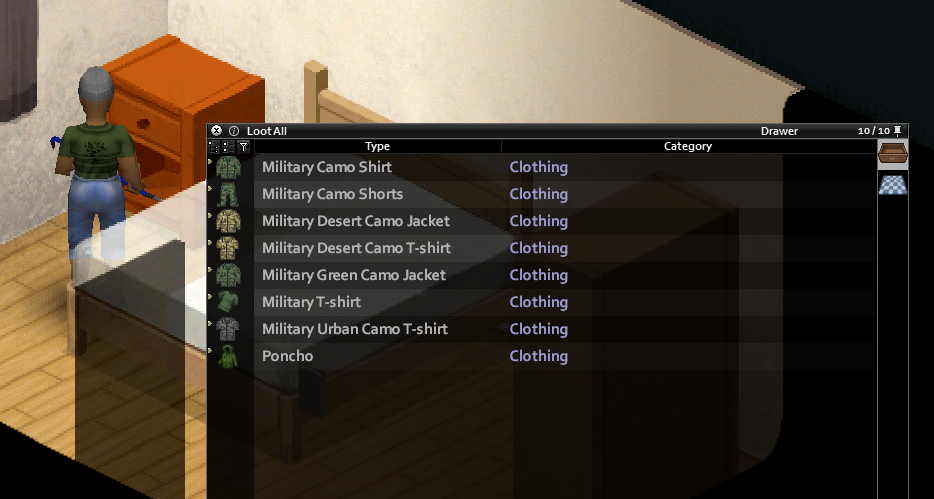 Loot All Drawer 10 / 10
Type Category
Military Camo Shirt Clothing
Military Camo Shorts Clothing
Military Desert Camo Jacket Clothing
Military Desert Camo T-shirt Clothing
Military Green Camo Jacket Clothing
Military T-shirt Clothing
Military Urban Camo T-shirt Clothing
Poncho Clothing